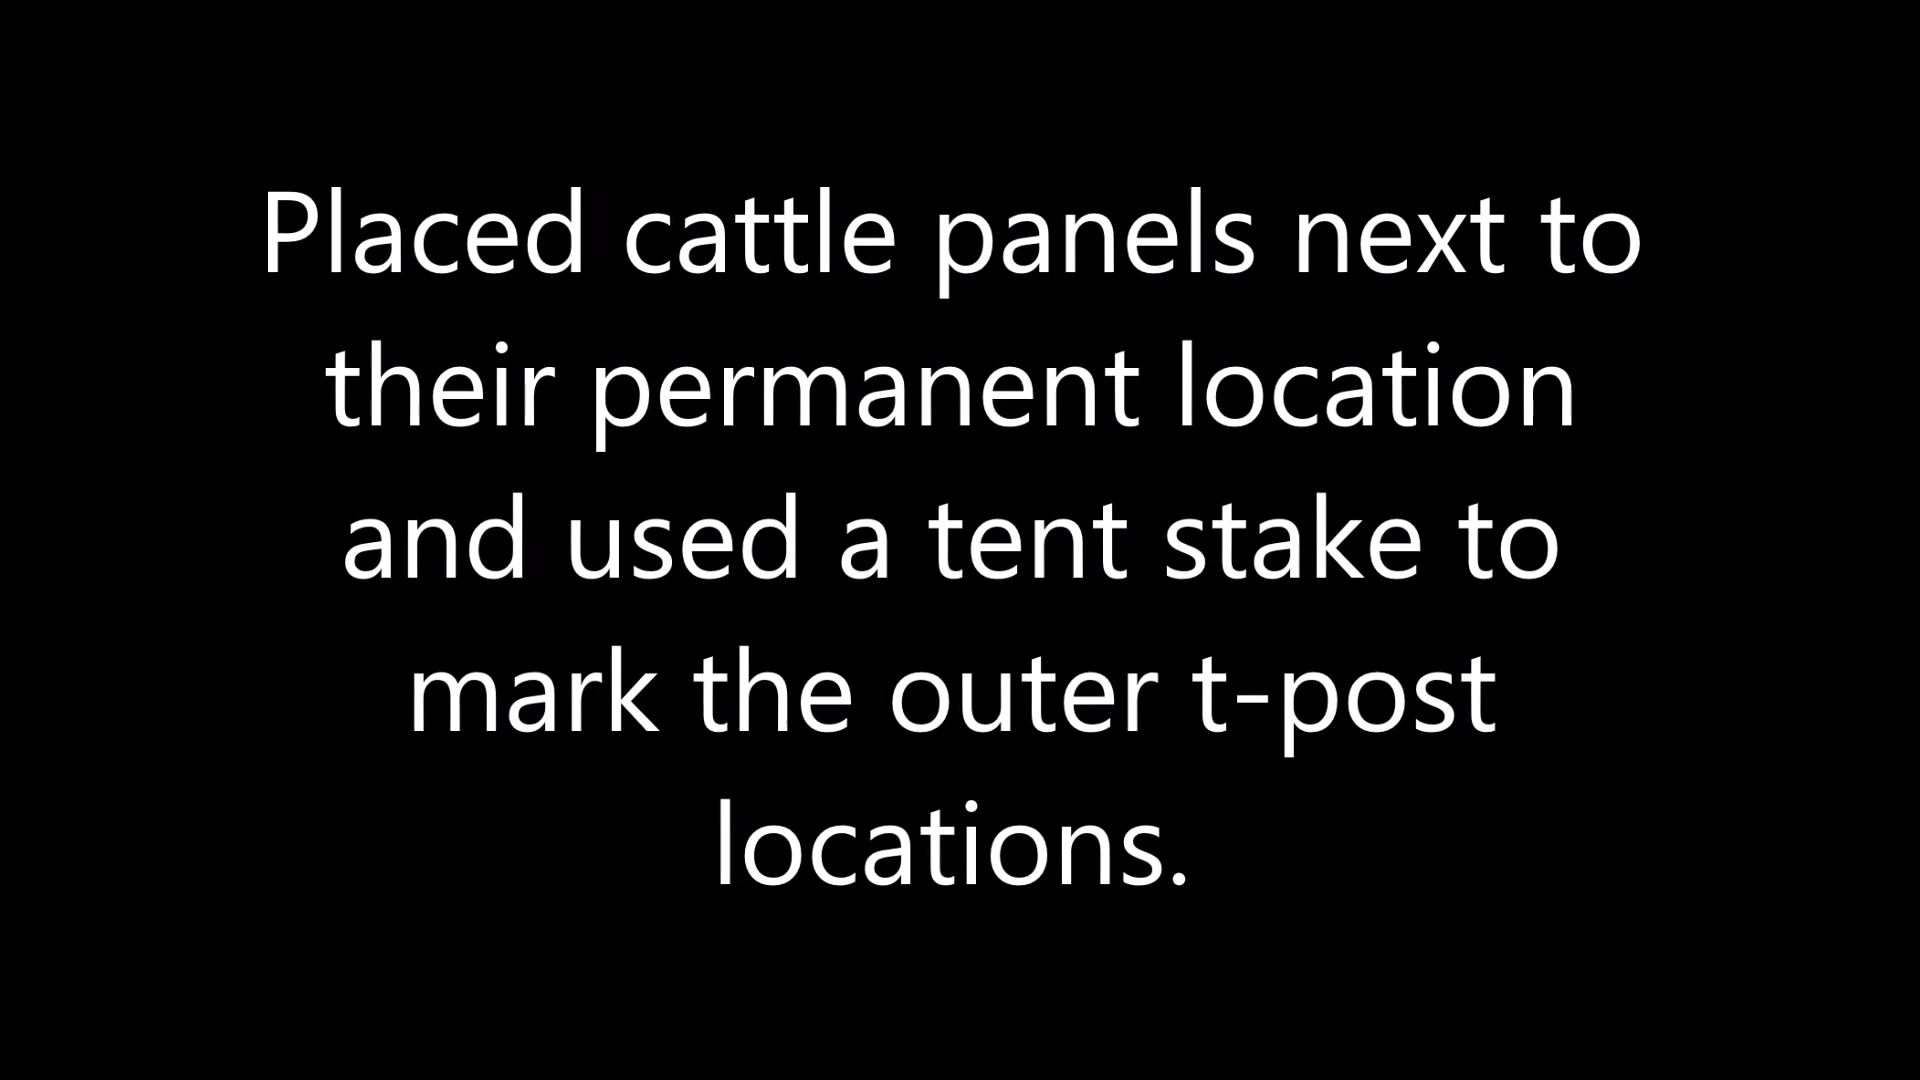 Placed cattle panels next to
their permanent location
and used a tent stake to
mark the outer t-post
locations.